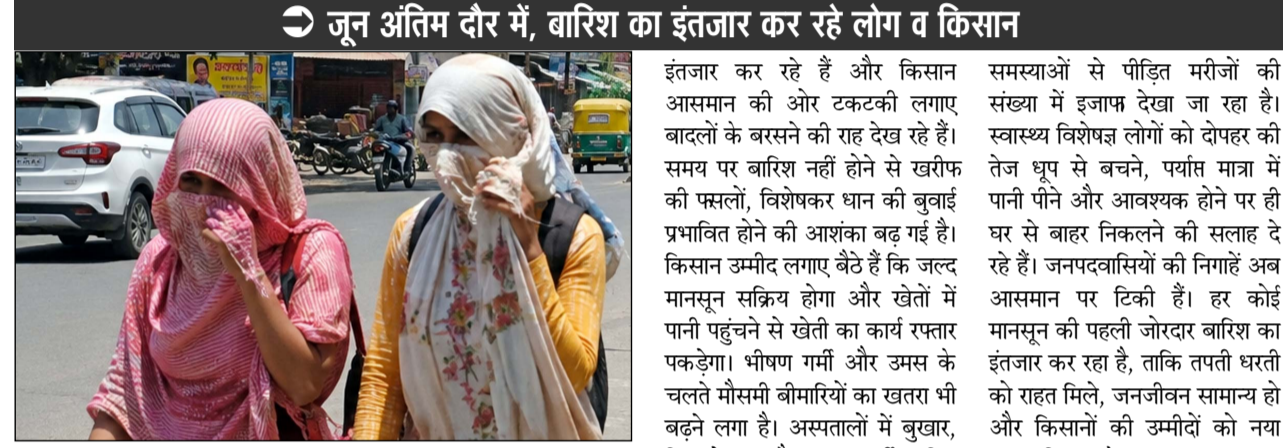 जून अंतिम दौर में, बारिश का इंतजार कर रहे लोग व किसान
इंतजार कर रहे हैं और किसान
आसमान की ओर टकटकी लगाए
बादलों के बरसने की राह देख रहे हैं।
समय पर बारिश नहीं होने से खरीफ
की फसलों, विशेषकर धान की बुवाई
प्रभावित होने की आशंका बढ़ गई है।
किसान उम्मीद लगाए बैठे हैं कि जल्द
मानसून सक्रिय होगा और खेतों में
पानी पहुंचने से खेती का कार्य रफ्तार
पकड़ेगा। भीषण गर्मी और उमस के
चलते मौसमी बीमारियों का खतरा भी
बढ़ने लगा है। अस्पतालों में बुखार,
समस्याओं से पीड़ित मरीजों की
संख्या में इजाफा देखा जा रहा है।
स्वास्थ्य विशेषज्ञ लोगों को दोपहर की
तेज धूप से बचने, पर्याप्त मात्रा में
पानी पीने और आवश्यक होने पर ही
घर से बाहर निकलने की सलाह दे
रहे हैं। जनपदवासियों की निगाहें अब
आसमान पर टिकी हैं। हर कोई
मानसून की पहली जोरदार बारिश का
इंतजार कर रहा है, ताकि तपती धरती
को राहत मिले, जनजीवन सामान्य हो
और किसानों की उम्मीदों को नया